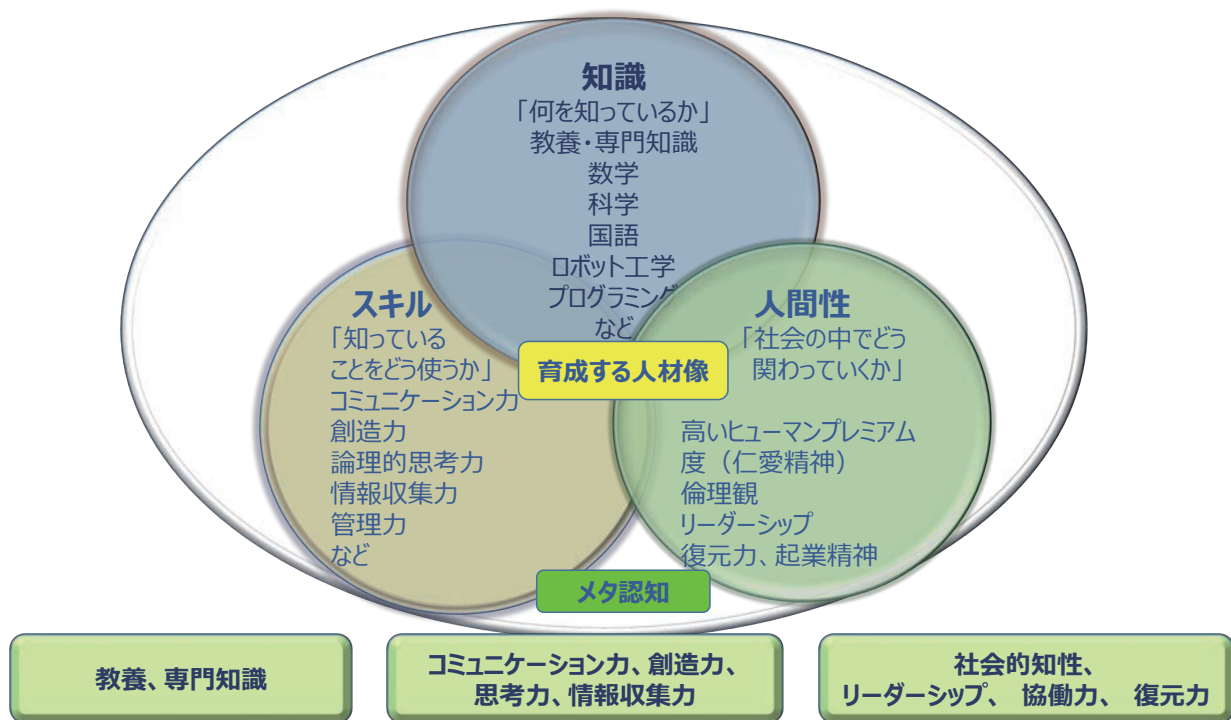 知識
「何を知っているか」
教養・専門知識
数学
科学
国語
ロボット工学
プログラミング
など
スキル
「知っている
ことをどう使うか」
コミュニケーション力
創造力
論理的思考力
情報収集力
管理力
など
人間性
「社会の中でどう
関わっていくか」
高いヒューマンプレミアム
度（仁愛精神）
倫理観
リーダーシップ
復元力、起業精神
育成する人材像
メタ認知
教養、専門知識
コミュニケーション力、創造力、
思考力、情報収集力
社会的知性、
リーダーシップ、 協働力、 復元力